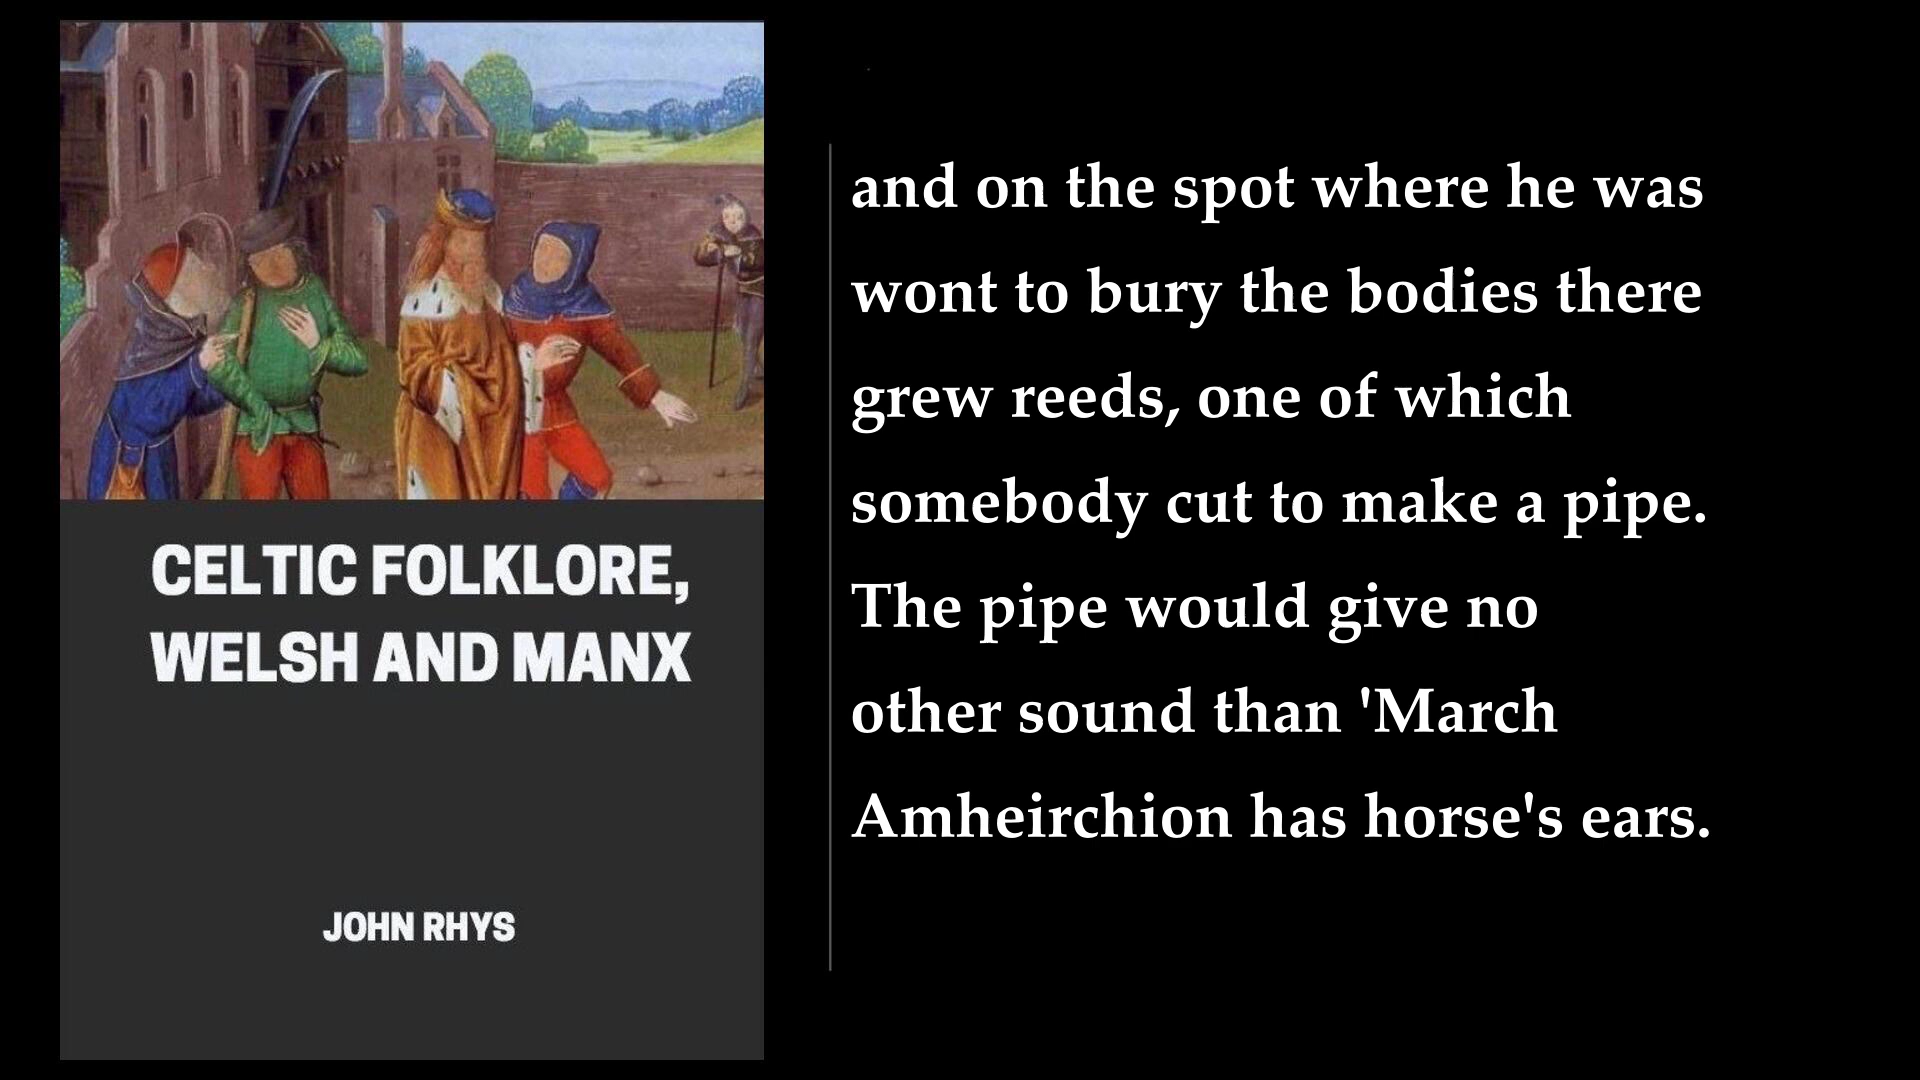 CELTIC FOLKLORE,
WELSH AND MANX
JOHN RHYS
and on the spot where he was
wont to bury the bodies there
grew reeds, one of which
somebody cut to make a pipe.
The pipe would give no
other sound than 'March
Amheirchion has horse's ears.